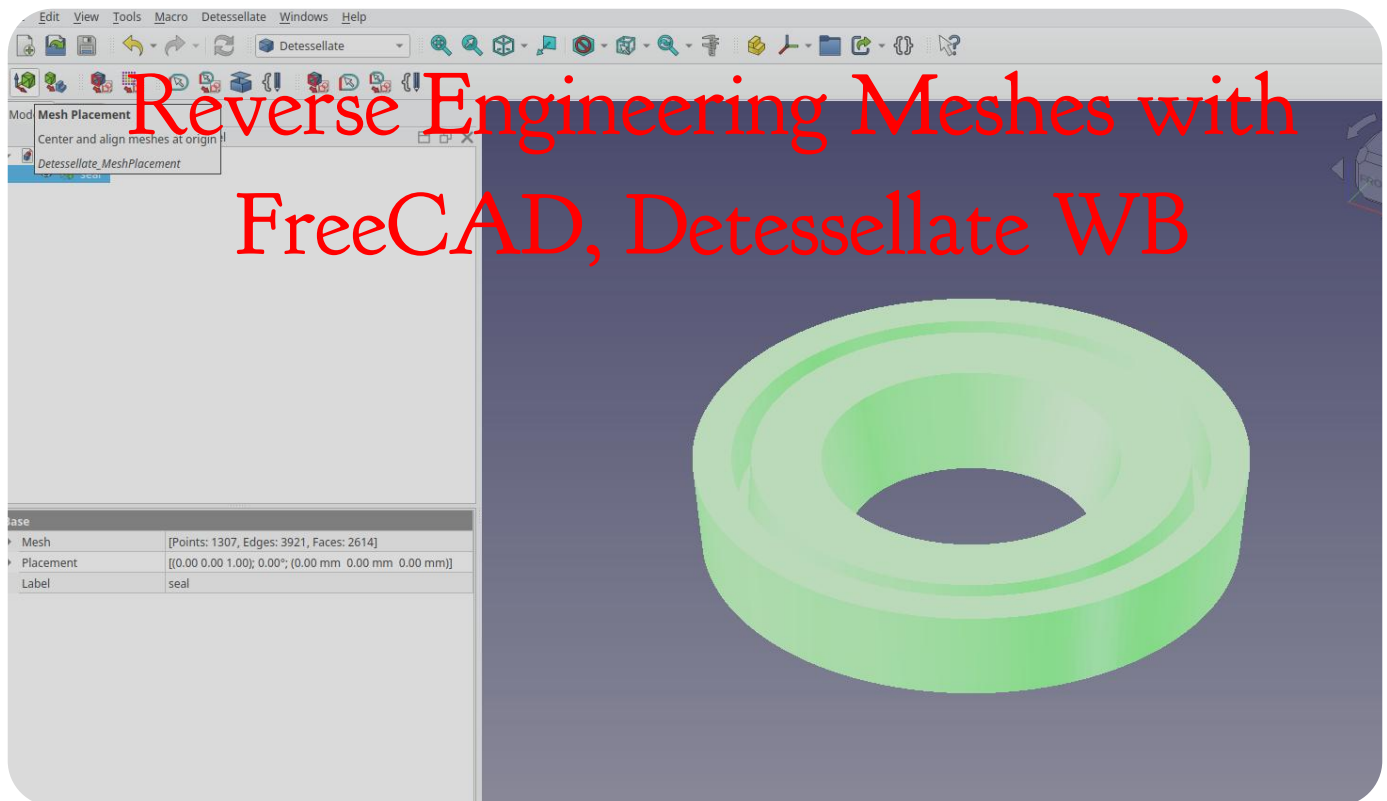 Edit View Tools Macro Detessellate Windows Help
Detessellate
Reverse Engineering Meshes with
FreeCAD, Detessellate WB
Mesh Placement
Center and align meshes at origin
Detessellate_MeshPlacement
seal
Mesh [Points: 1307, Edges: 3921, Faces: 2614]
Placement [(0.00 0.00 1.00); 0.00°; (0.00 mm 0.00 mm 0.00 mm)]
Label seal